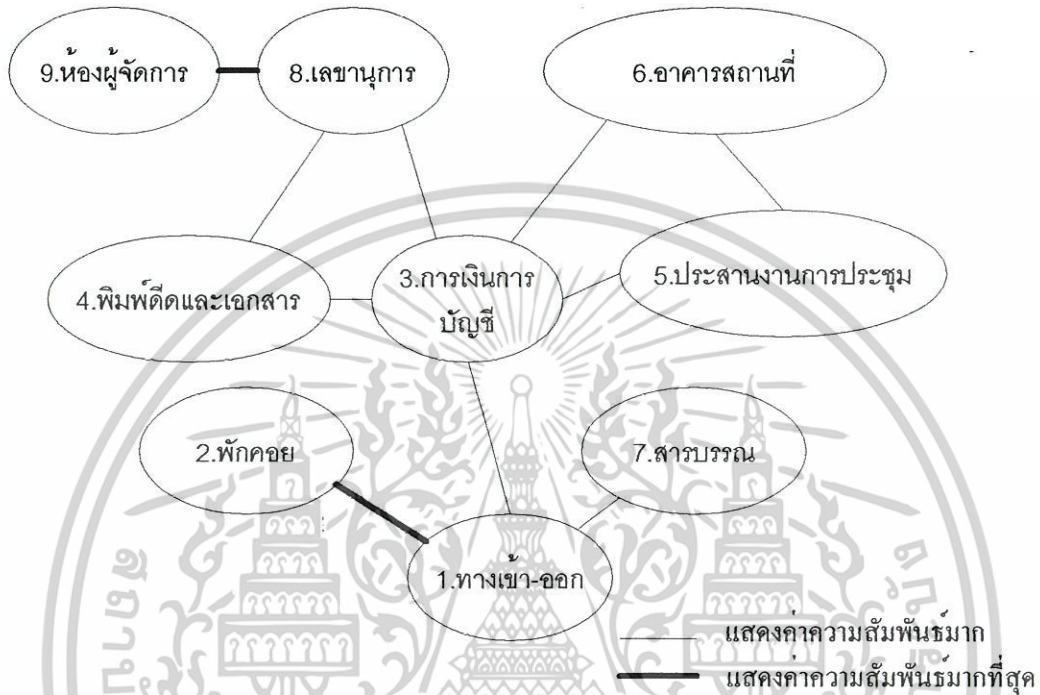 9.ห้องผู้จัดการ
8.เลขานุการ
6.อาคารสถานที่
4.พิมพ์ดีดและเอกสาร
3.การเงินการ
บัญชี
5.ประสานงานการประชุม
2.พักคอย
7.สารบรรณ
1.ทางเข้า-ออก
แสดงค่าความสัมพันธ์มาก
แสดงค่าความสัมพันธ์มากที่สุด